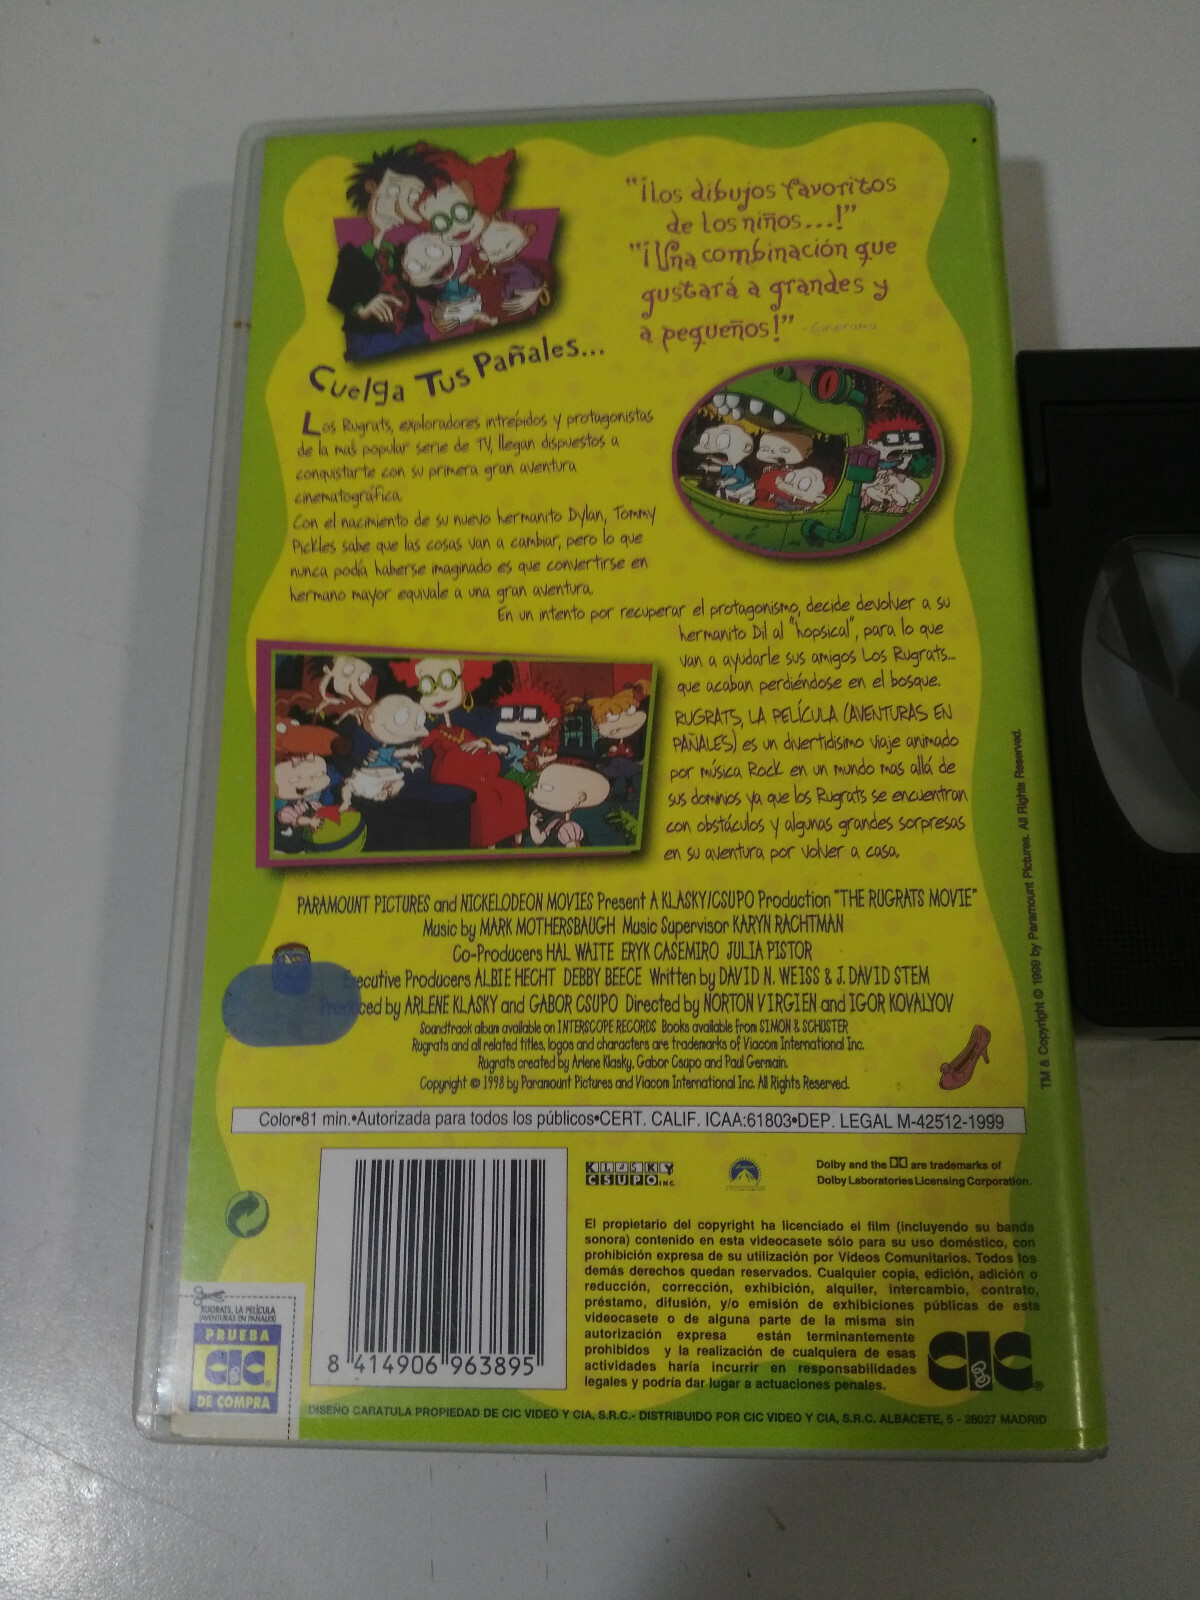 "¡Los dibujos favoritos
de los niños...!"
"¡Una combinación que
gustará a grandes y
a pequeños!" - Cinerama
Cuelga Tus Pañales...
Los Rugrats, exploradores intrépidos y protagonistas
de la mas popular serie de TV, llegan dispuestos a
conquistarte con su primera gran aventura
cinematográfica.
Con el nacimiento de su nuevo hermanito Dylan, Tommy
Pickles sabe que las cosas van a cambiar, pero lo que
nunca podía haberse imaginado es que convertirse en
hermano mayor equivale a una gran aventura.
En un intento por recuperar el protagonismo, decide devolver a su
hermanito Dil al "hopsical", para lo que
van a ayudarle sus amigos Los Rugrats...
que acaban perdiéndose en el bosque.
RUGRATS, LA PELÍCULA (AVENTURAS EN
PAÑALES) es un divertidisimo viaje animado
por música Rock en un mundo mas allá de
sus dominios ya que los Rugrats se encuentran
con obstáculos y algunas grandes sorpresas
en su aventura por volver a casa.
PARAMOUNT PICTURES and NICKELODEON MOVIES Present A KLASKY/CSUPO Production "THE RUGRATS MOVIE"
Music by MARK MOTHERSBAUGH Music Supervisor KARYN RACHTMAN
Co-Producers HAL WAITE ERYK CASEMIRO JULIA PISTOR
Executive Producers ALBIE HECHT DEBBY BEECE Written by DAVID N. WEISS & J. DAVID STEM
Produced by ARLENE KLASKY and GABOR CSUPO Directed by NORTON VIRGIEN and IGOR KOVALYOV
Soundtrack album available on INTERSCOPE RECORDS Books available from SIMON & SCHUSTER
Rugrats and all related titles, logos and characters are trademarks of Viacom International Inc.
Rugrats created by Arlene Klasky, Gabor Csupo and Paul Germain.
Copyright © 1998 by Paramount Pictures and Viacom International Inc. All Rights Reserved.
TM & Copyright © 1999 by Paramount Pictures. All Rights Reserved.
Color•81 min.•Autorizada para todos los públicos•CERT. CALIF. ICAA:61803•DEP. LEGAL M-42512-1999
KLASKY
CSUPO INC.
Dolby and the DD are trademarks of
Dolby Laboratories Licensing Corporation.
El propietario del copyright ha licenciado el film (incluyendo su banda
sonora) contenido en esta videocasete sólo para su uso doméstico, con
prohibición expresa de su utilización por Videos Comunitarios. Todos los
demás derechos quedan reservados. Cualquier copia, edición, adición o
reducción, corrección, exhibición, alquiler, intercambio, contrato,
préstamo, difusión, y/o emisión de exhibiciones públicas de esta
videocasete o de alguna parte de la misma sin
autorización expresa están terminantemente
prohibidos y la realización de cualquiera de esas
actividades haría incurrir en responsabilidades
legales y podría dar lugar a actuaciones penales.
CIC®
RUGRATS, LA PELÍCULA
(AVENTURAS EN PAÑALES)
PRUEBA
CIC®
DE COMPRA
8 414906 963895
DISEÑO CARATULA PROPIEDAD DE CIC VIDEO Y CIA, S.R.C.- DISTRIBUIDO POR CIC VIDEO Y CIA, S.R.C. ALBACETE, 5 - 28027 MADRID